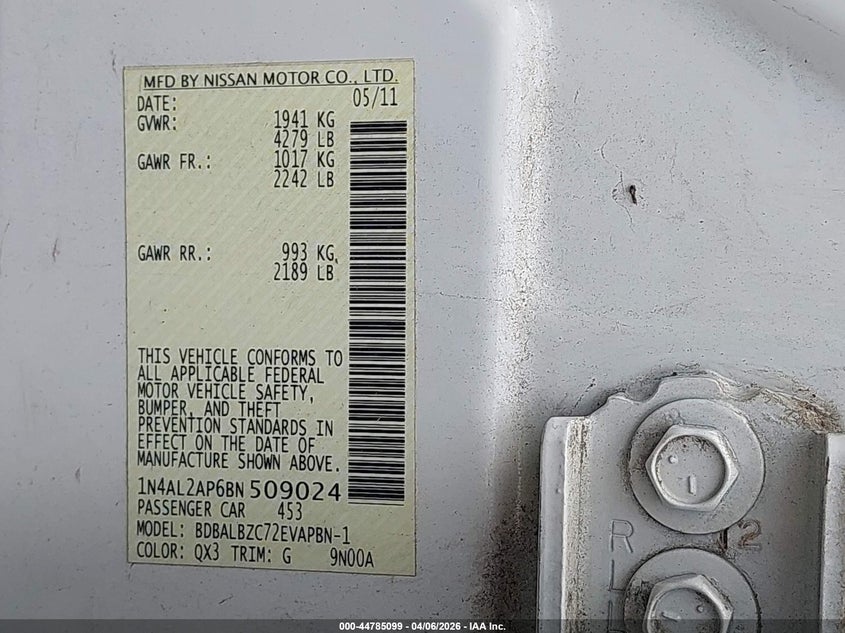 MFD BY NISSAN MOTOR CO., LTD.
DATE: 05/11
GVWR: 1941 KG
4279 LB
GAWR FR.: 1017 KG
2242 LB
GAWR RR.: 993 KG
2189 LB
THIS VEHICLE CONFORMS TO
ALL APPLICABLE FEDERAL
MOTOR VEHICLE SAFETY,
BUMPER, AND THEFT
PREVENTION STANDARDS IN
EFFECT ON THE DATE OF
MANUFACTURE SHOWN ABOVE.
1N4AL2AP6BN 509024
PASSENGER CAR 453
MODEL: BDBALBZC72EVAPBN-1
COLOR: QX3 TRIM: G 9N00A
R 12
L
000-44785099 - 04/06/2026 - IAA Inc.